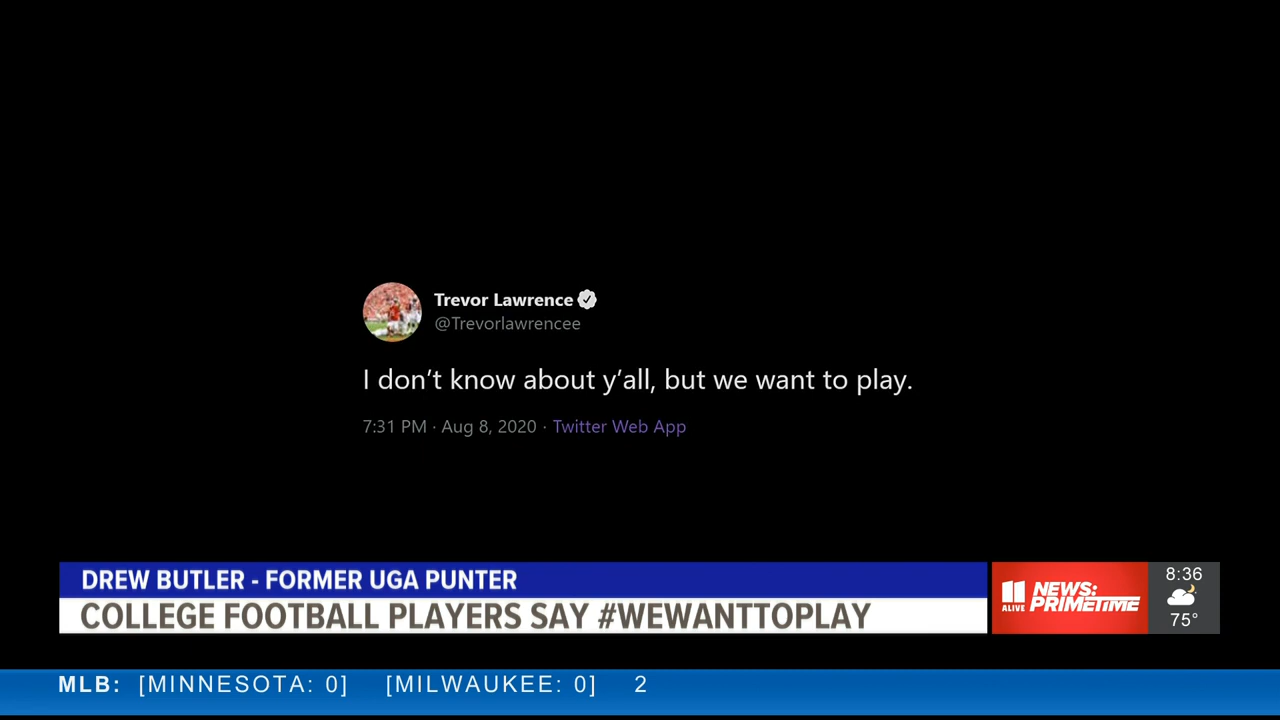 Trevor Lawrence
@Trevorlawrencee
I don’t know about y’all, but we want to play.
7:31 PM · Aug 8, 2020 · Twitter Web App
DREW BUTLER - FORMER UGA PUNTER
COLLEGE FOOTBALL PLAYERS SAY #WEWANTTOPLAY
11 ALIVE
NEWS:
PRIMETIME
8:36
75°
MLB: [MINNESOTA: 0] [MILWAUKEE: 0] 2